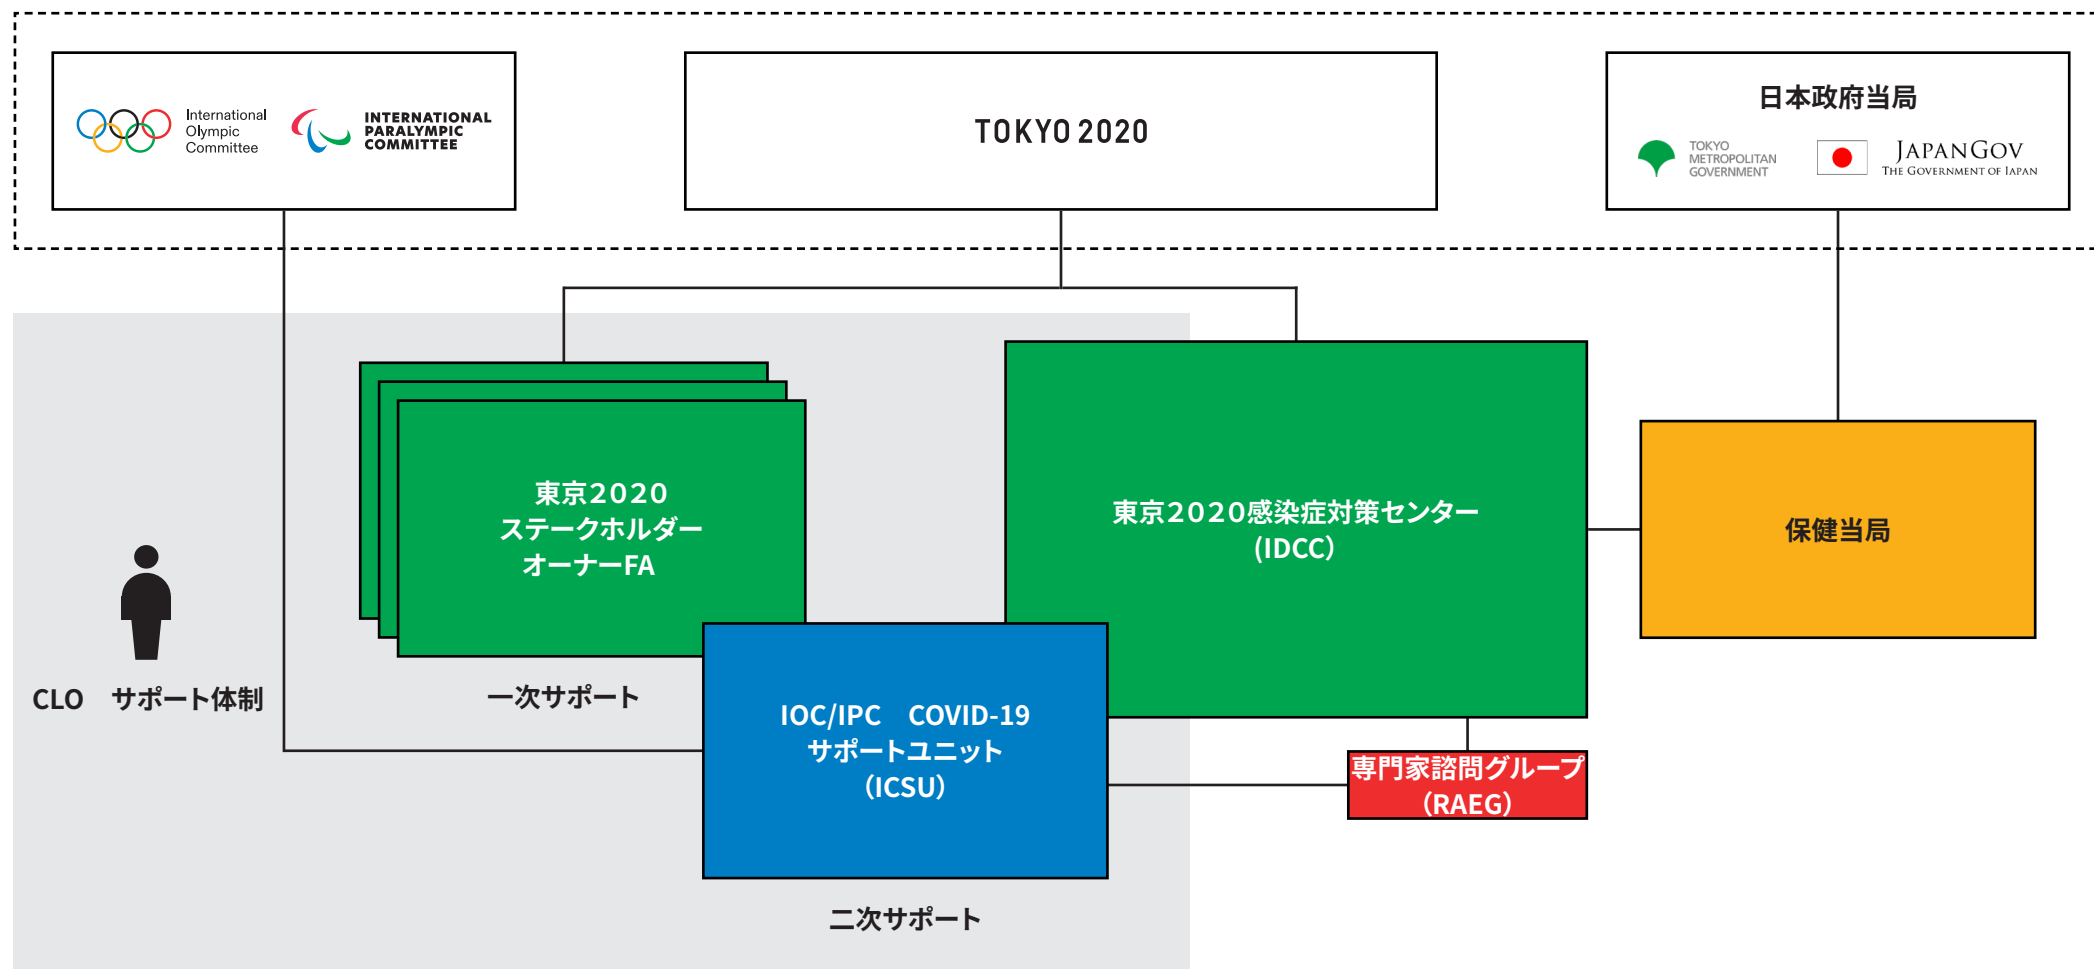 International
Olympic
Committee
INTERNATIONAL
PARALYMPIC
COMMITTEE
TOKYO 2020
日本政府当局
TOKYO
METROPOLITAN
GOVERNMENT
JAPANGOV
THE GOVERNMENT OF JAPAN
東京2020
ステークホルダー
オーナーFA
東京2020感染症対策センター
(IDCC)
保健当局
CLO サポート体制
一次サポート
IOC/IPC COVID-19
サポートユニット
(ICSU)
専門家諮問グループ
(RAEG)
二次サポート